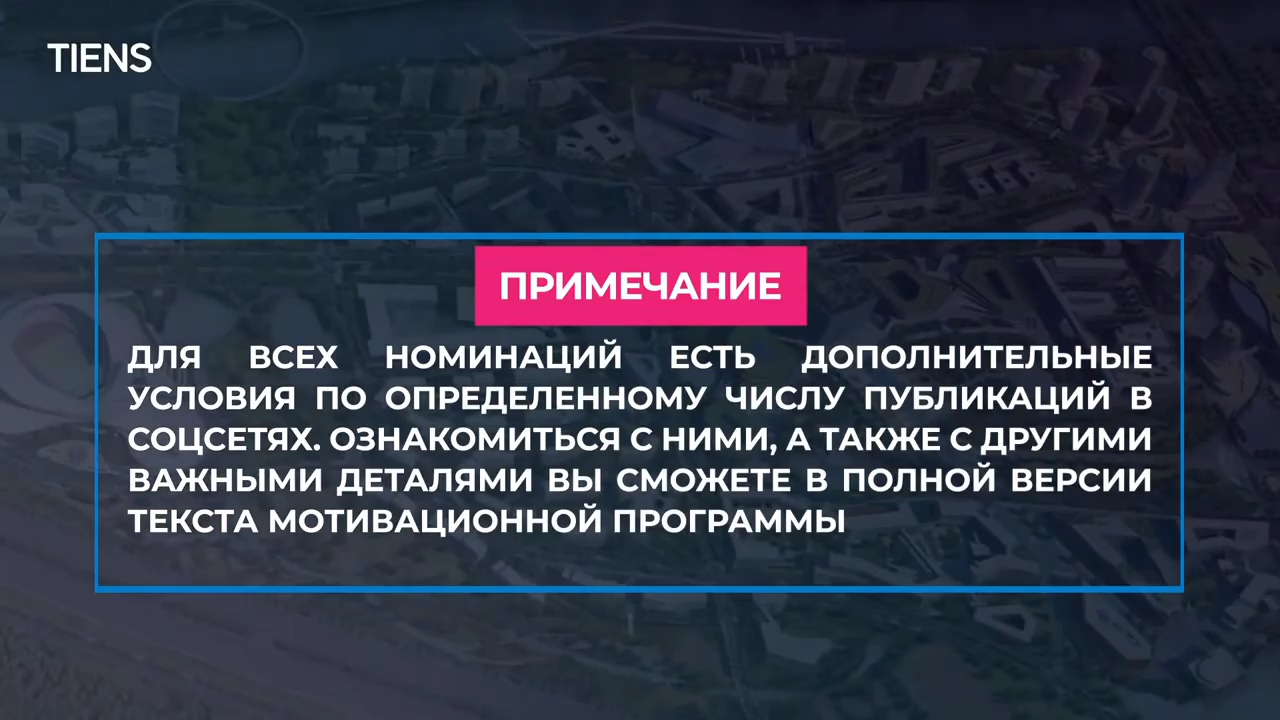 TIENS
ПРИМЕЧАНИЕ
ДЛЯ ВСЕХ НОМИНАЦИЙ ЕСТЬ ДОПОЛНИТЕЛЬНЫЕ
УСЛОВИЯ ПО ОПРЕДЕЛЕННОМУ ЧИСЛУ ПУБЛИКАЦИЙ В
СОЦСЕТЯХ. ОЗНАКОМИТЬСЯ С НИМИ, А ТАКЖЕ С ДРУГИМИ
ВАЖНЫМИ ДЕТАЛЯМИ ВЫ СМОЖЕТЕ В ПОЛНОЙ ВЕРСИИ
ТЕКСТА МОТИВАЦИОННОЙ ПРОГРАММЫ